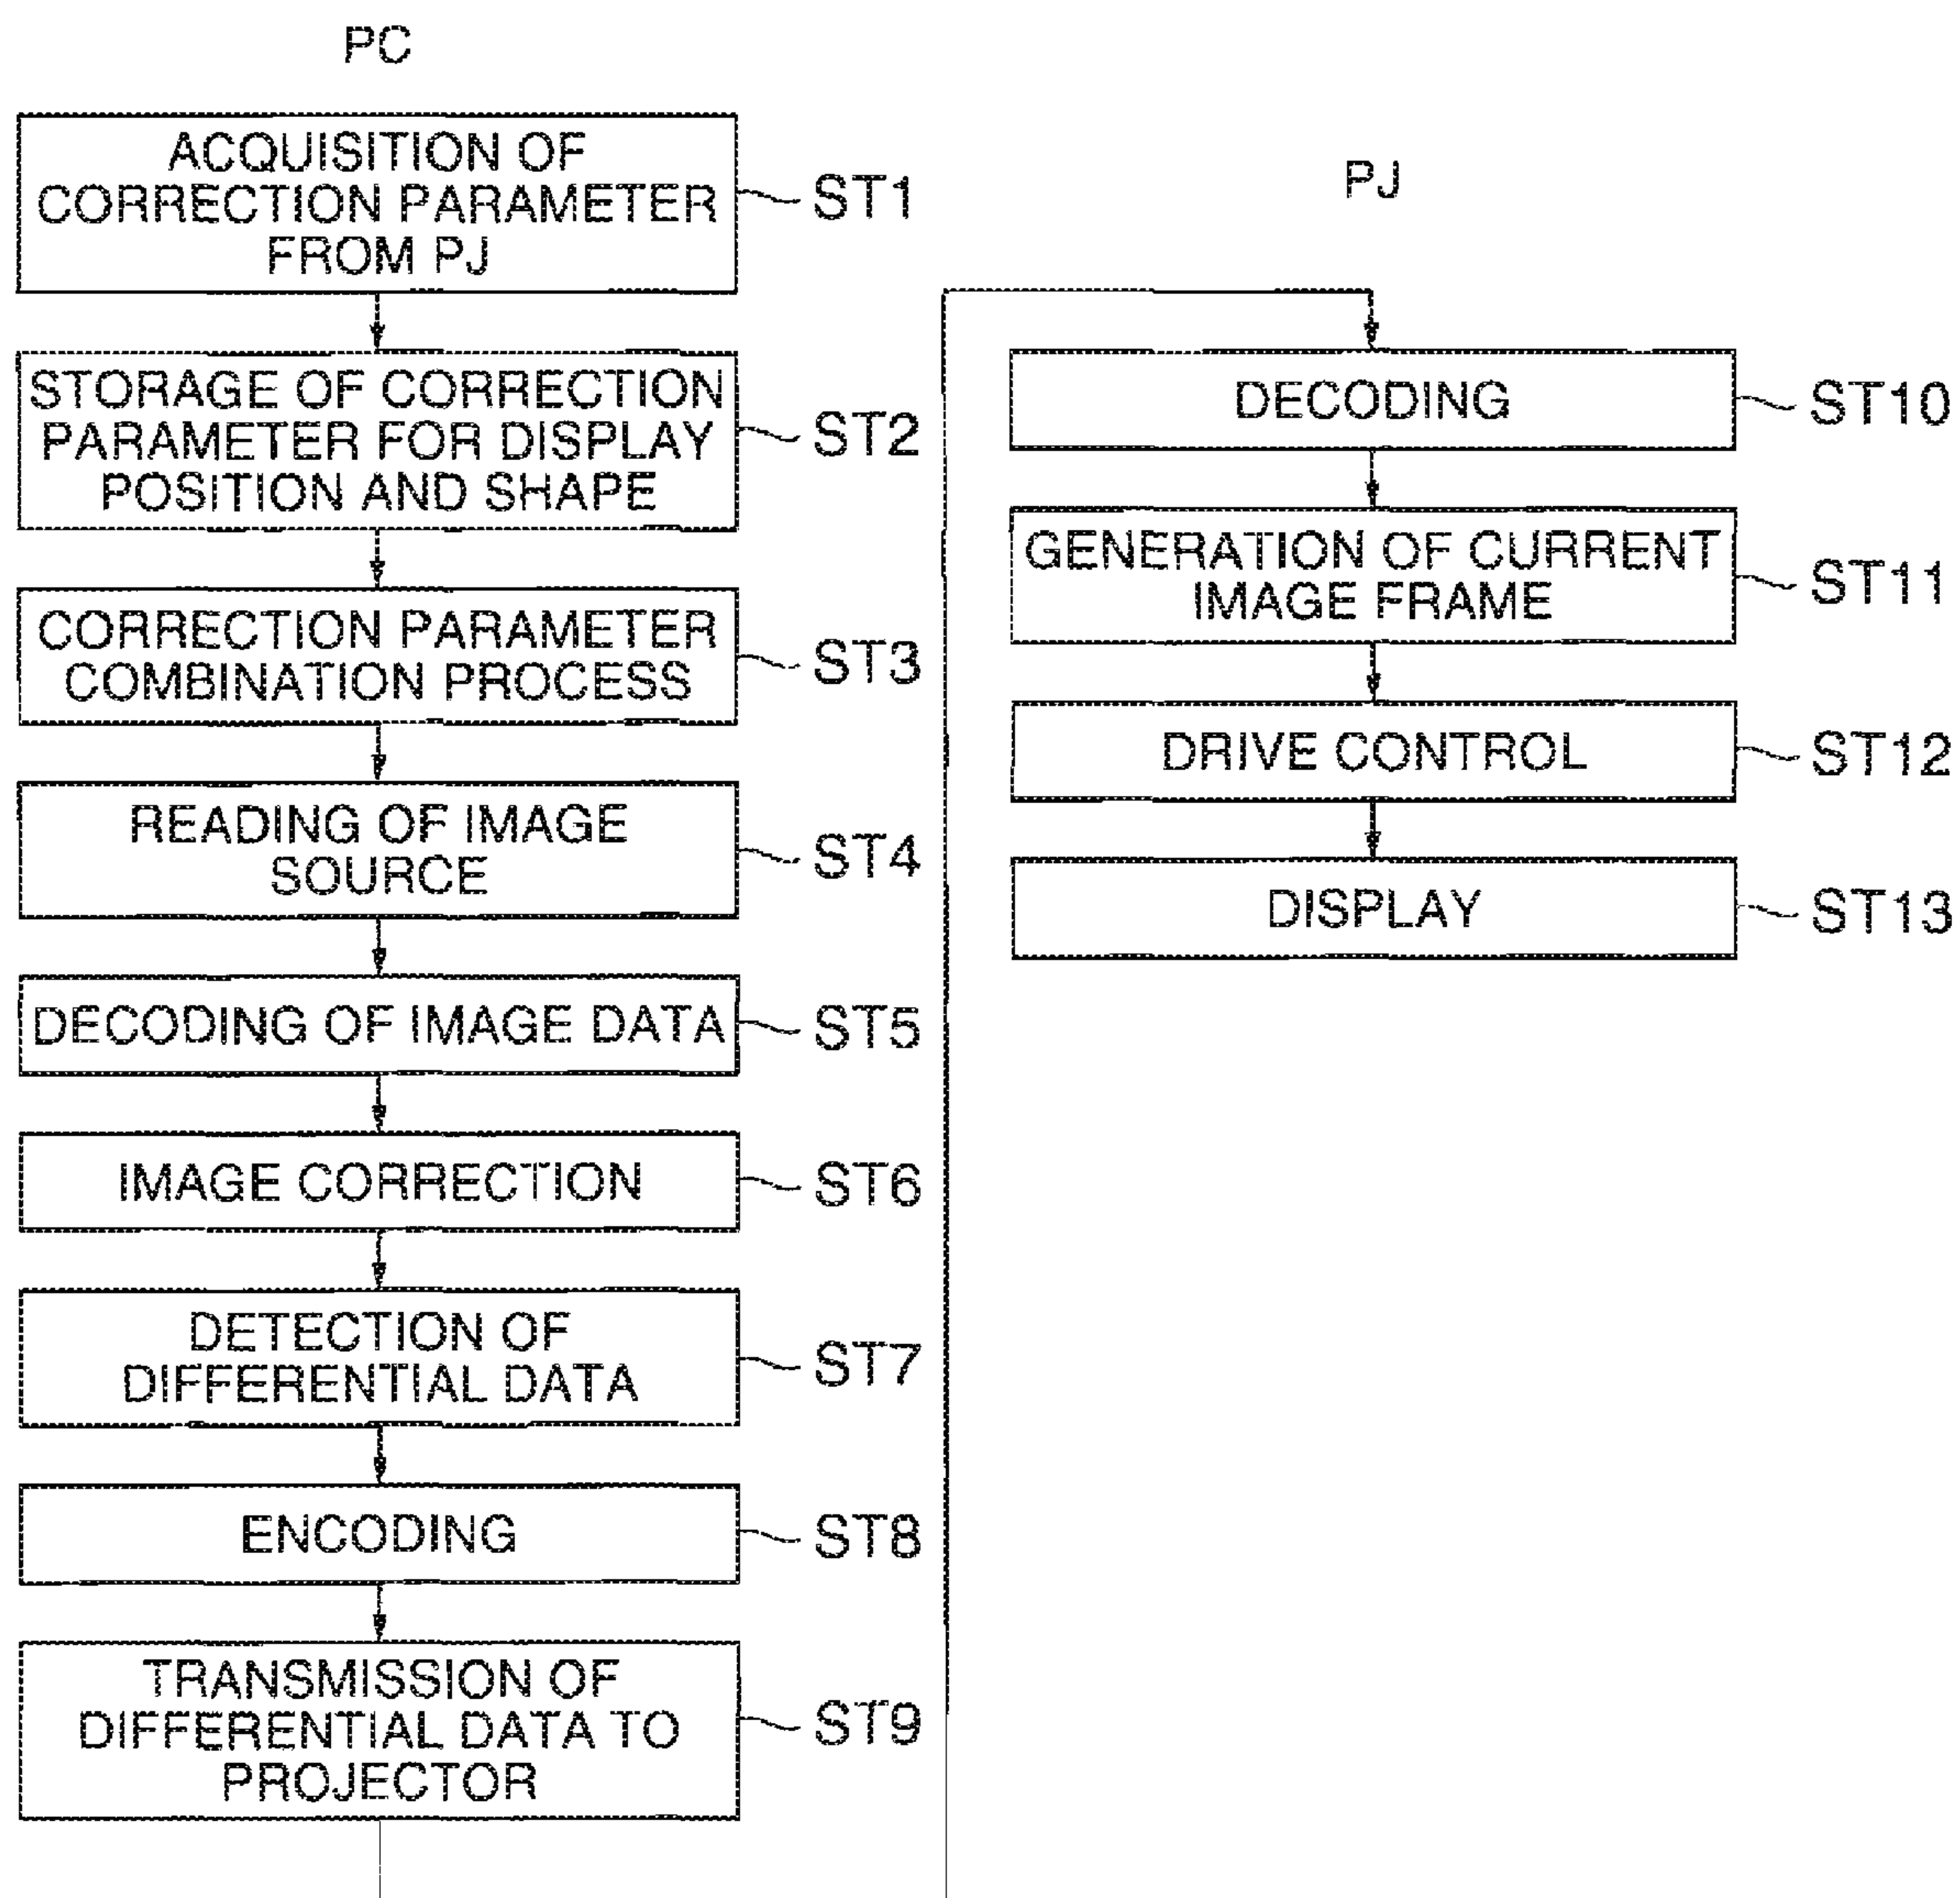 PC
ACQUISITION OF
CORRECTION PARAMETER
FROM PJ
ST1
STORAGE OF CORRECTION
PARAMETER FOR DISPLAY
POSITION AND SHAPE
ST2
CORRECTION PARAMETER
COMBINATION PROCESS
ST3
READING OF IMAGE
SOURCE
ST4
DECODING OF IMAGE DATA
ST5
IMAGE CORRECTION
ST6
DETECTION OF
DIFFERENTIAL DATA
ST7
ENCODING
ST8
TRANSMISSION OF
DIFFERENTIAL DATA TO
PROJECTOR
ST9
PJ
DECODING
ST10
GENERATION OF CURRENT
IMAGE FRAME
ST11
DRIVE CONTROL
ST12
DISPLAY
ST13